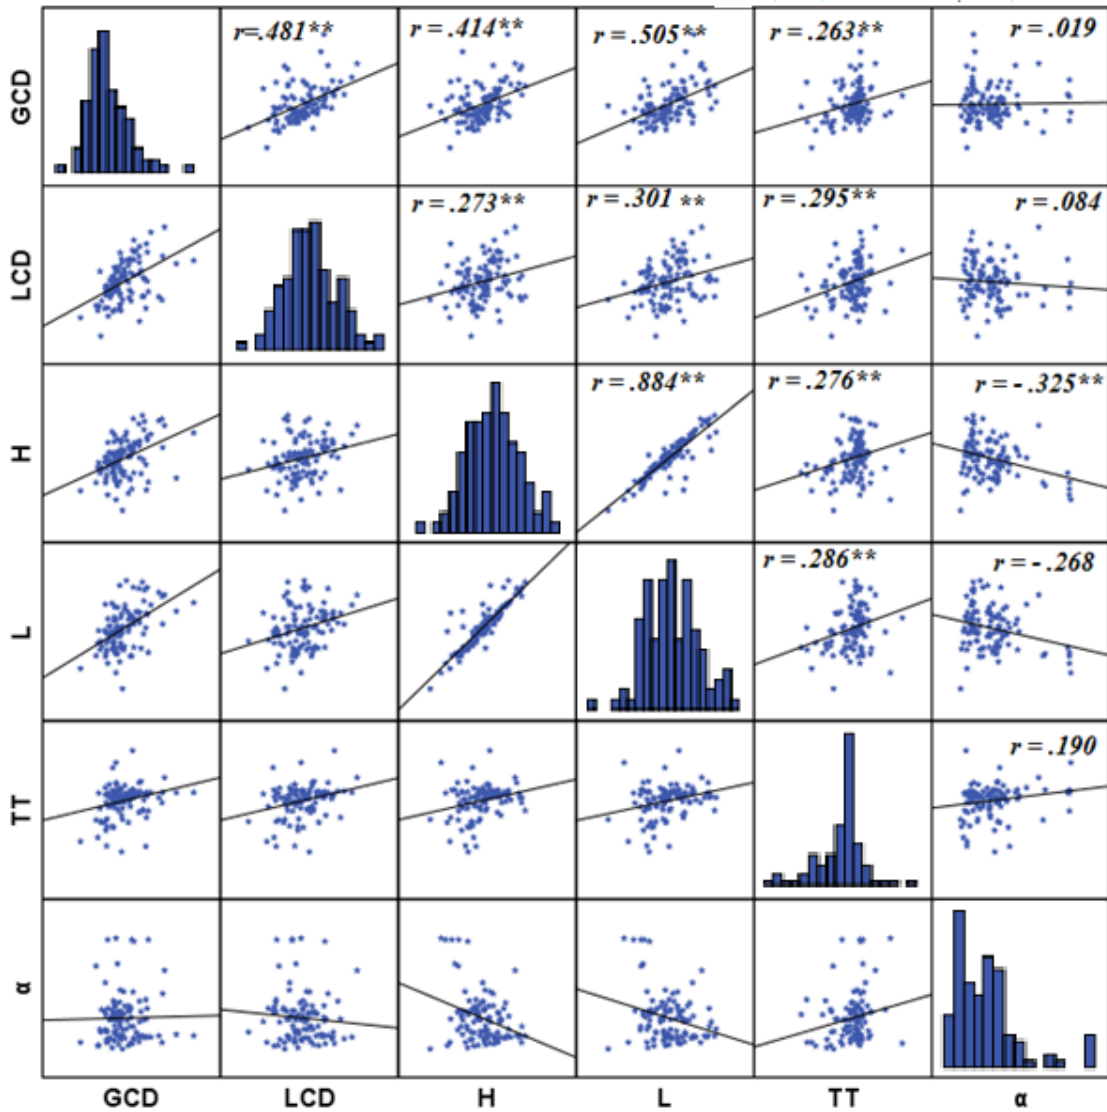 GCD
r=.481**
r = .414**
r = .505**
r = .263**
r = .019
LCD
r = .273**
r = .301 **
r = .295**
r = .084
H
r = .884**
r = .276**
r = - .325**
L
r = .286**
r = - .268
TT
r = .190
α
GCD LCD H L TT α